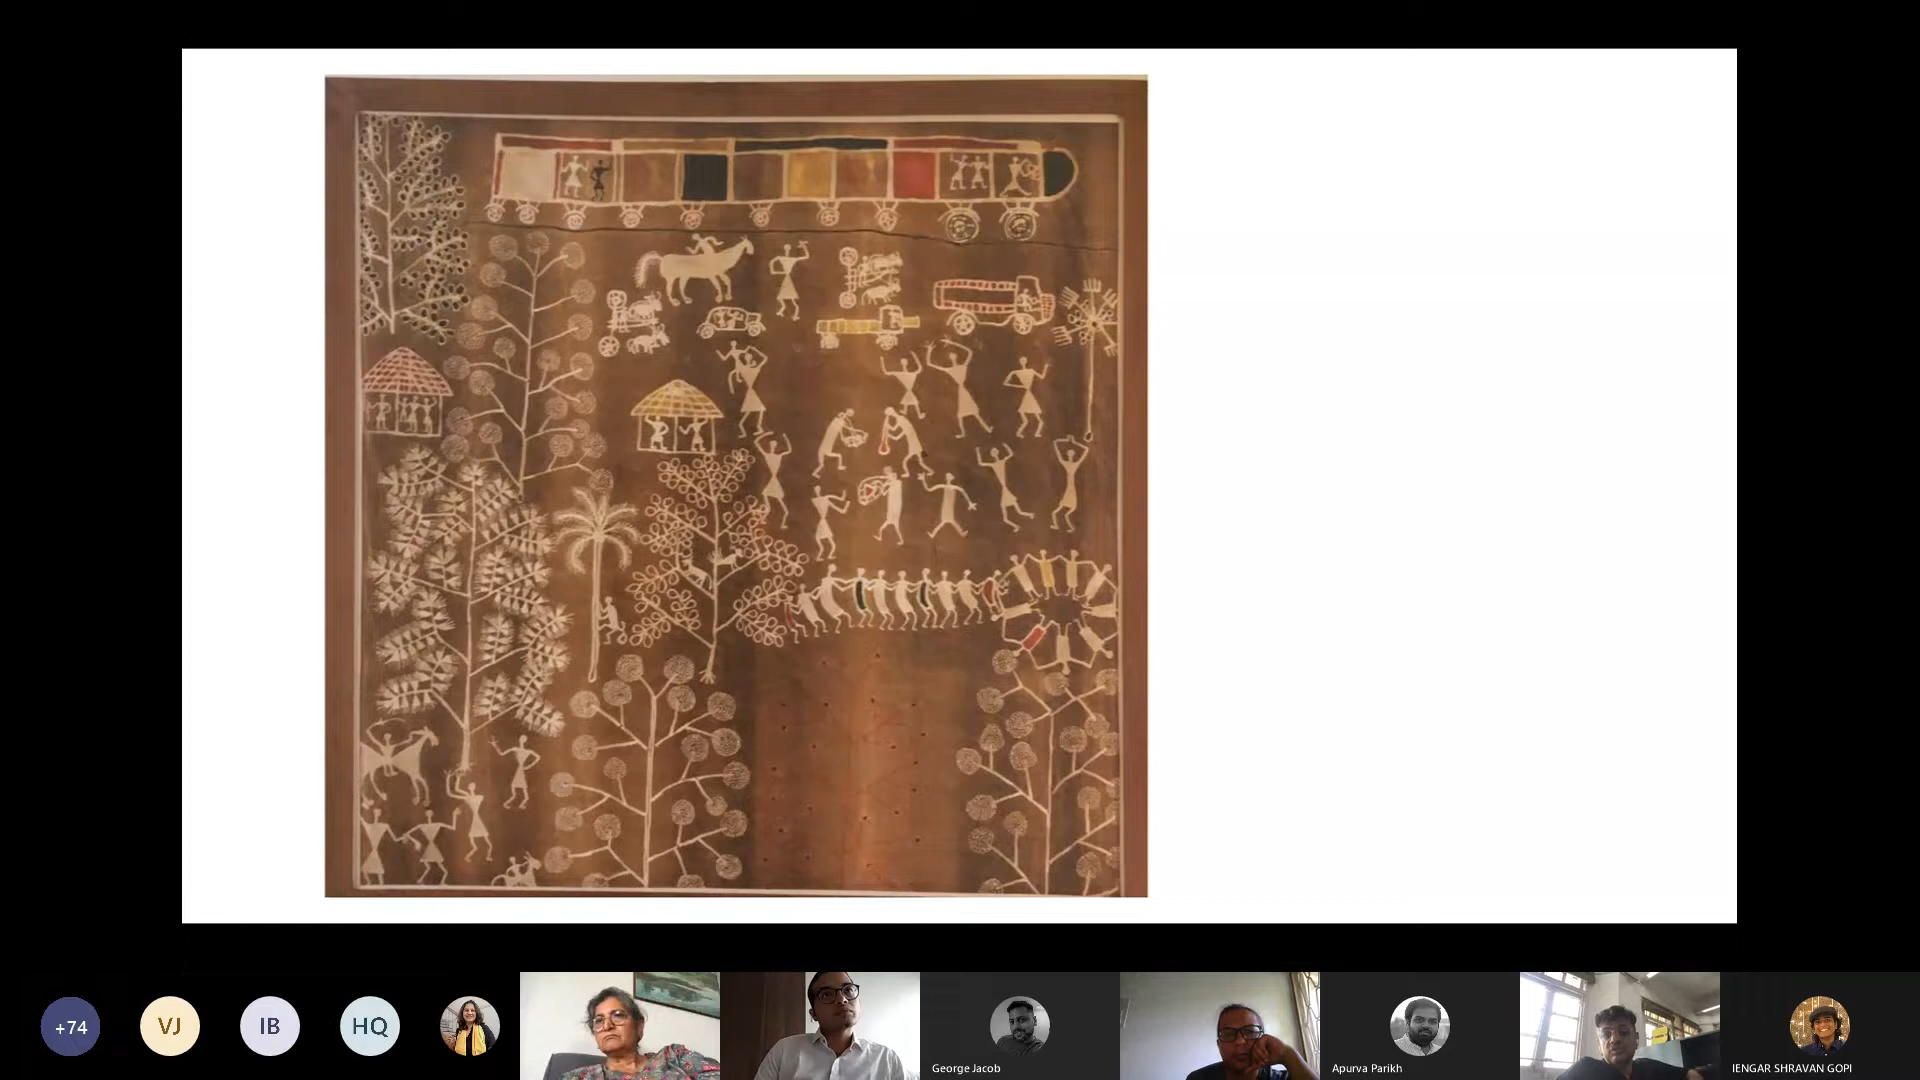 +74
VJ
IB
HQ
George Jacob
Apurva Parikh
IENGAR SHRAVAN GOPI